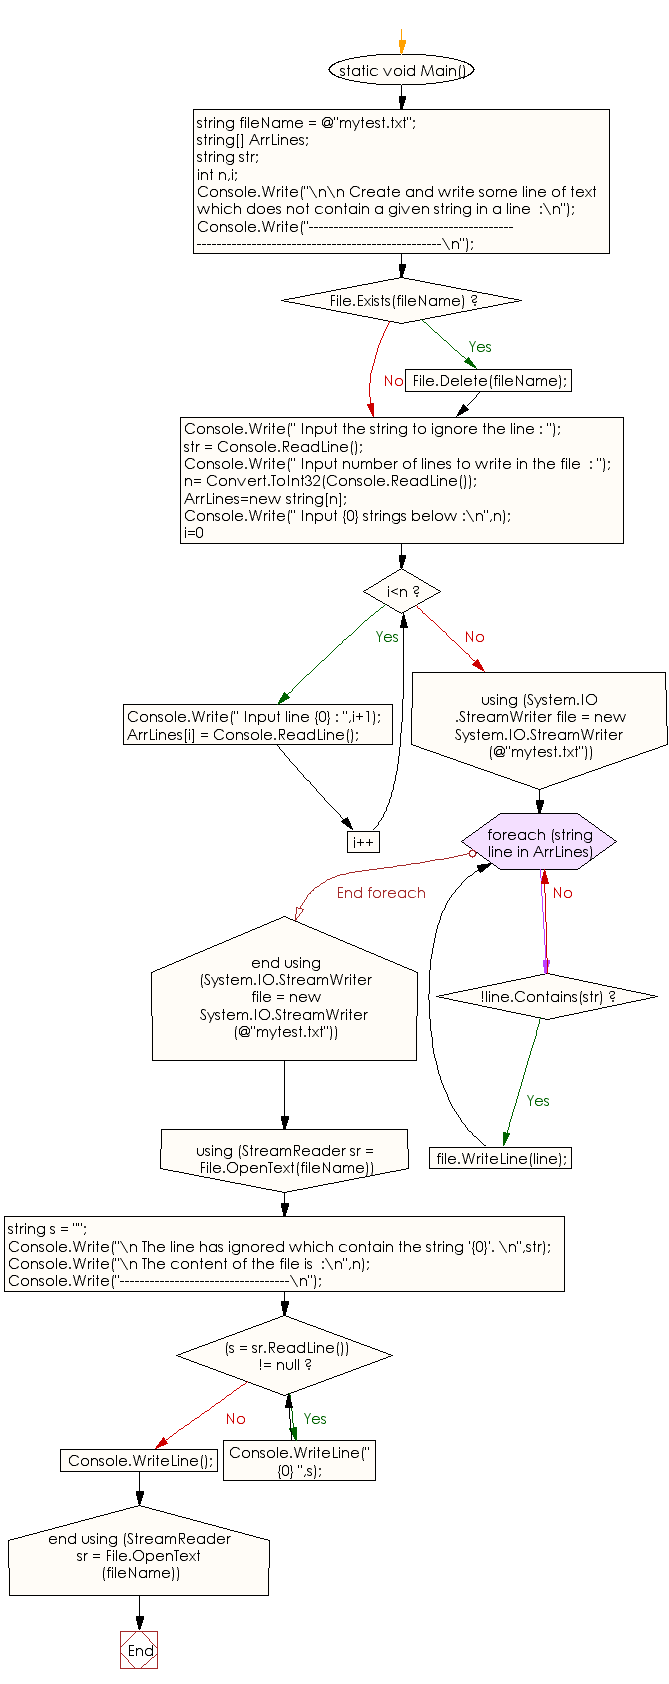 static void Main()
string fileName = @"mytest.txt";
string[] ArrLines;
string str;
int n,i;
Console.Write("\n\n Create and write some line of text
which does not contain a given string in a line  :\n");
Console.Write("-----------------------------------------
-------------------------------------------------\n");
File.Exists(fileName) ?
Yes
No
File.Delete(fileName);
Console.Write(" Input the string to ignore the line : ");
str = Console.ReadLine();
Console.Write(" Input number of lines to write in the file  : ");
n= Convert.ToInt32(Console.ReadLine());
ArrLines=new string[n];
Console.Write(" Input {0} strings below :\n",n);
i=0
i<n ?
Yes
No
Console.Write(" Input line {0} : ",i+1);
ArrLines[i] = Console.ReadLine();
i++
using (System.IO
.StreamWriter file = new
System.IO.StreamWriter
(@"mytest.txt"))
foreach (string
line in ArrLines)
End foreach
No
end using
(System.IO.StreamWriter
file = new
System.IO.StreamWriter
(@"mytest.txt"))
!line.Contains(str) ?
Yes
file.WriteLine(line);
using (StreamReader sr =
File.OpenText(fileName))
string s = "";
Console.Write("\n The line has ignored which contain the string '{0}'. \n",str);
Console.Write("\n The content of the file is  :\n",n);
Console.Write("----------------------------------\n");
(s = sr.ReadLine())
!= null ?
No
Yes
Console.WriteLine();
Console.WriteLine("
{0} ",s);
end using (StreamReader
sr = File.OpenText
(fileName))
End